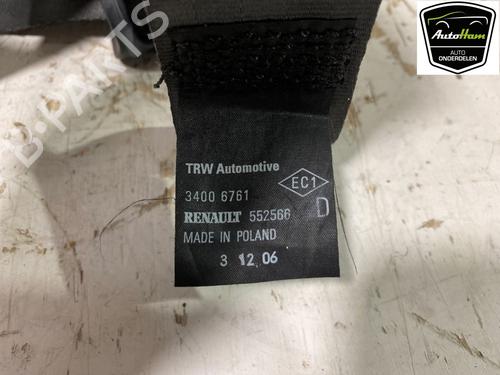 AutoHam
AUTO
ONDERDELEN
B-PARTS
TRW Automotive
3400 6761
EC1
RENAULT 552566 D
MADE IN POLAND
3 12 06